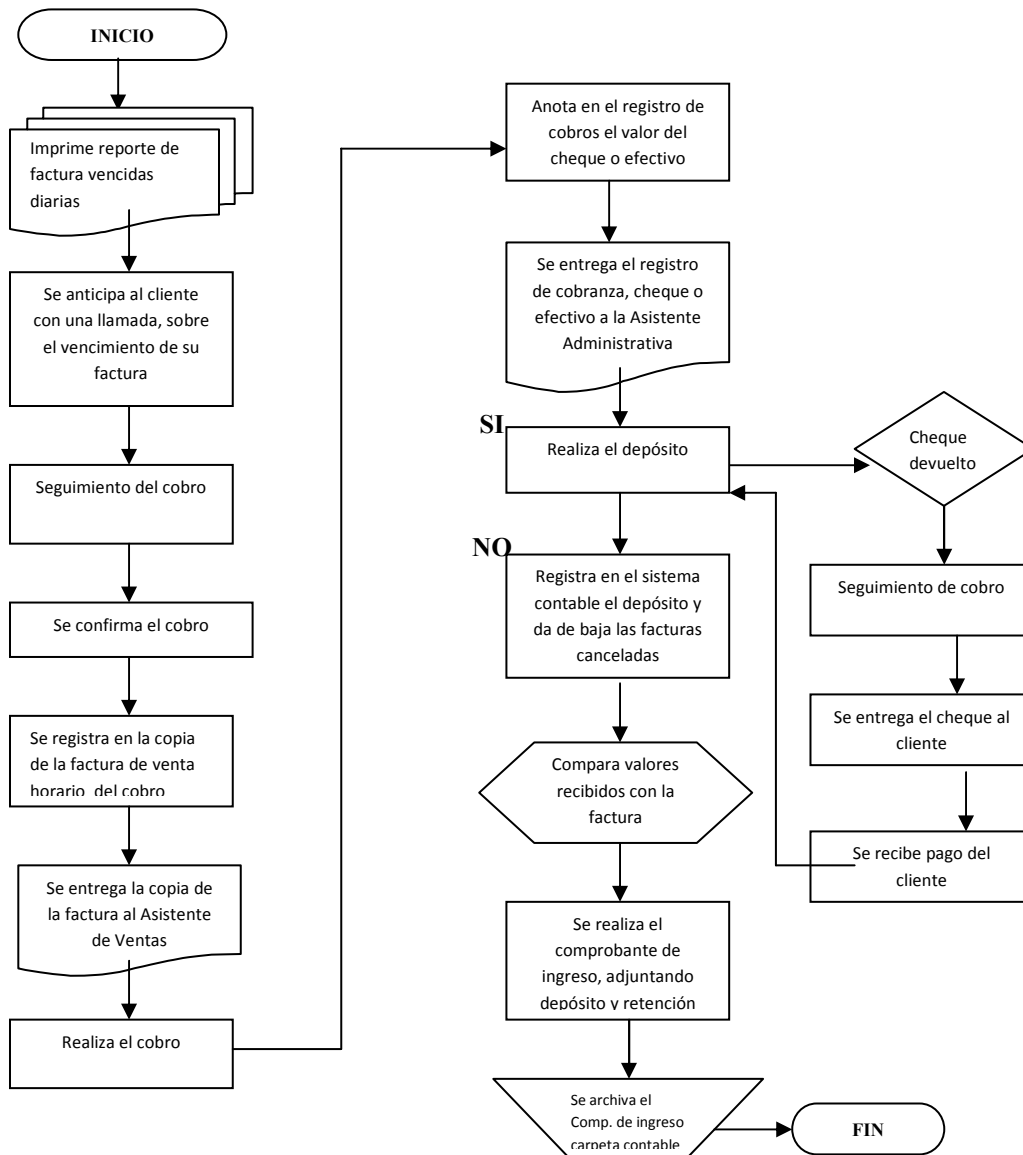 INICIO
Imprime reporte de
factura vencidas
diarias
Se anticipa al cliente
con una llamada, sobre
el vencimiento de su
factura
Seguimiento del cobro
Se confirma el cobro
Se registra en la copia
de la factura de venta
horario del cobro
Se entrega la copia de
la factura al Asistente
de Ventas
Realiza el cobro
Anota en el registro de
cobros el valor del
cheque o efectivo
Se entrega el registro
de cobranza, cheque o
efectivo a la Asistente
Administrativa
SI
Realiza el depósito
Cheque
devuelto
Seguimiento de cobro
Se entrega el cheque al
cliente
Se recibe pago del
cliente
NO
Registra en el sistema
contable el depósito y
da de baja las facturas
canceladas
Compara valores
recibidos con la
factura
Se realiza el
comprobante de
ingreso, adjuntando
depósito y retención
Se archiva el
Comp. de ingreso
carpeta contable
FIN